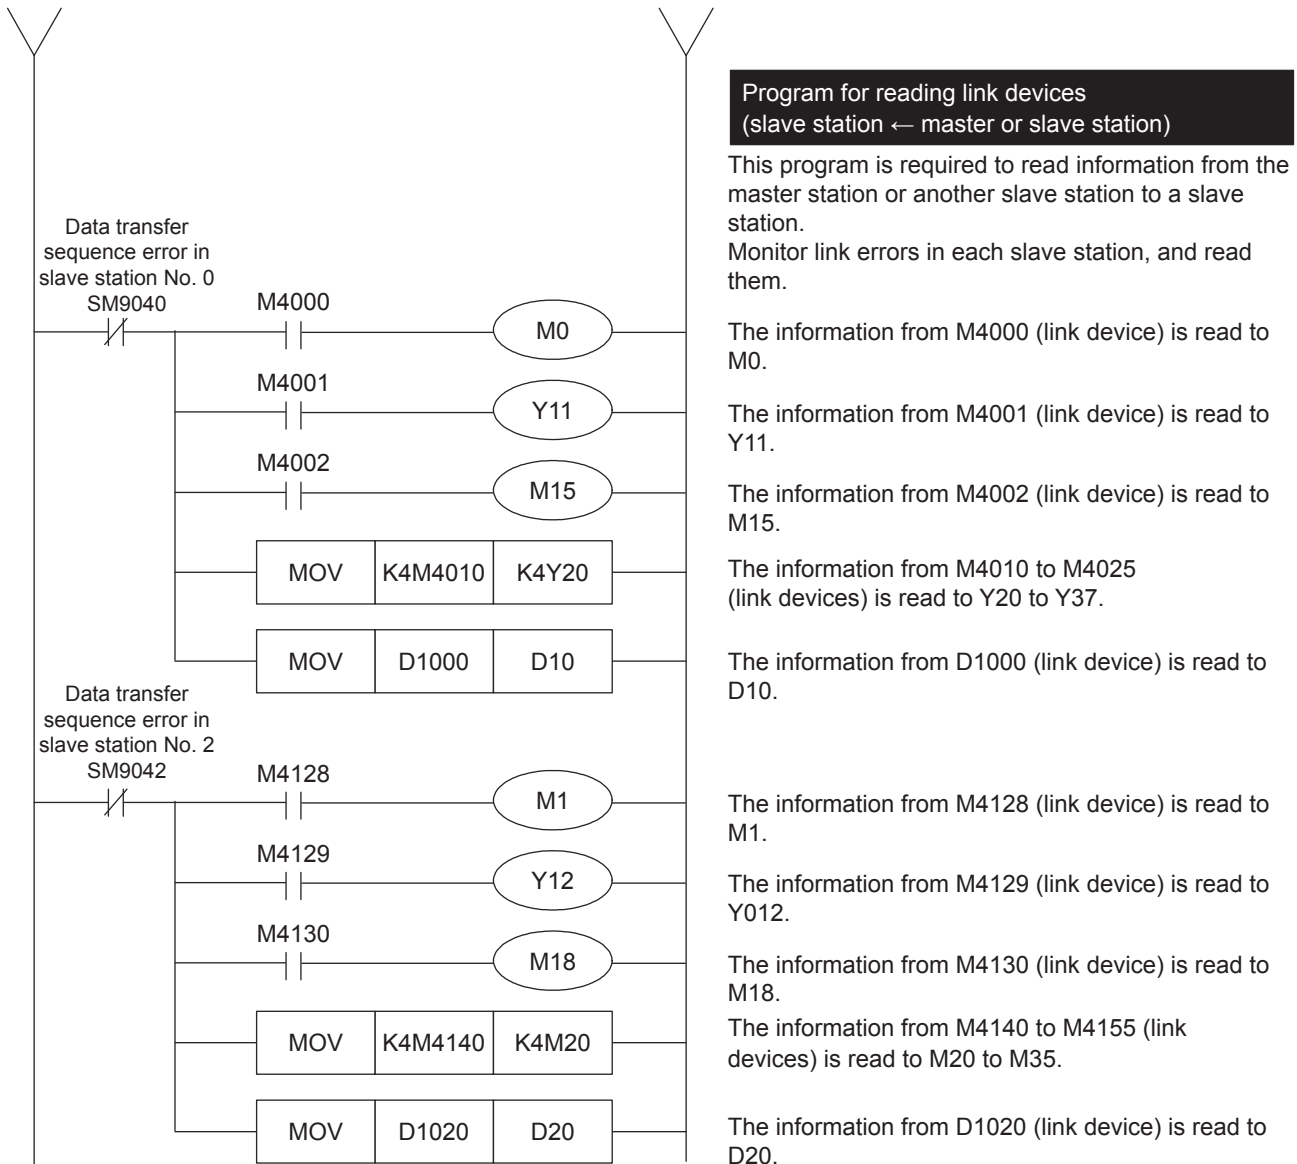 Program for reading link devices
(slave station ← master or slave station)
This program is required to read information from the
master station or another slave station to a slave
station.
Monitor link errors in each slave station, and read
them.
Data transfer
sequence error in
slave station No. 0
SM9040
M4000
M0
The information from M4000 (link device) is read to
M0.
M4001
Y11
The information from M4001 (link device) is read to
Y11.
M4002
M15
The information from M4002 (link device) is read to
M15.
MOV K4M4010 K4Y20
The information from M4010 to M4025
(link devices) is read to Y20 to Y37.
MOV D1000 D10
The information from D1000 (link device) is read to
D10.
Data transfer
sequence error in
slave station No. 2
SM9042
M4128
M1
The information from M4128 (link device) is read to
M1.
M4129
Y12
The information from M4129 (link device) is read to
Y012.
M4130
M18
The information from M4130 (link device) is read to
M18.
MOV K4M4140 K4M20
The information from M4140 to M4155 (link
devices) is read to M20 to M35.
MOV D1020 D20
The information from D1020 (link device) is read to
D20.